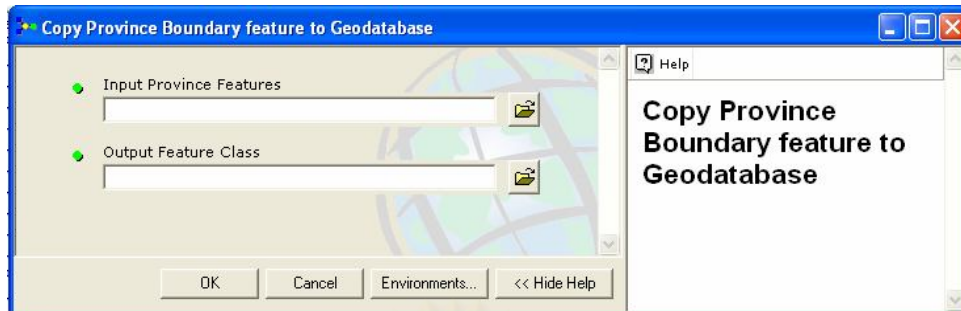 Copy Province Boundary feature to Geodatabase
Input Province Features
Output Feature Class
OK
Cancel
Environments...
<< Hide Help
Help
Copy Province
Boundary feature to
Geodatabase